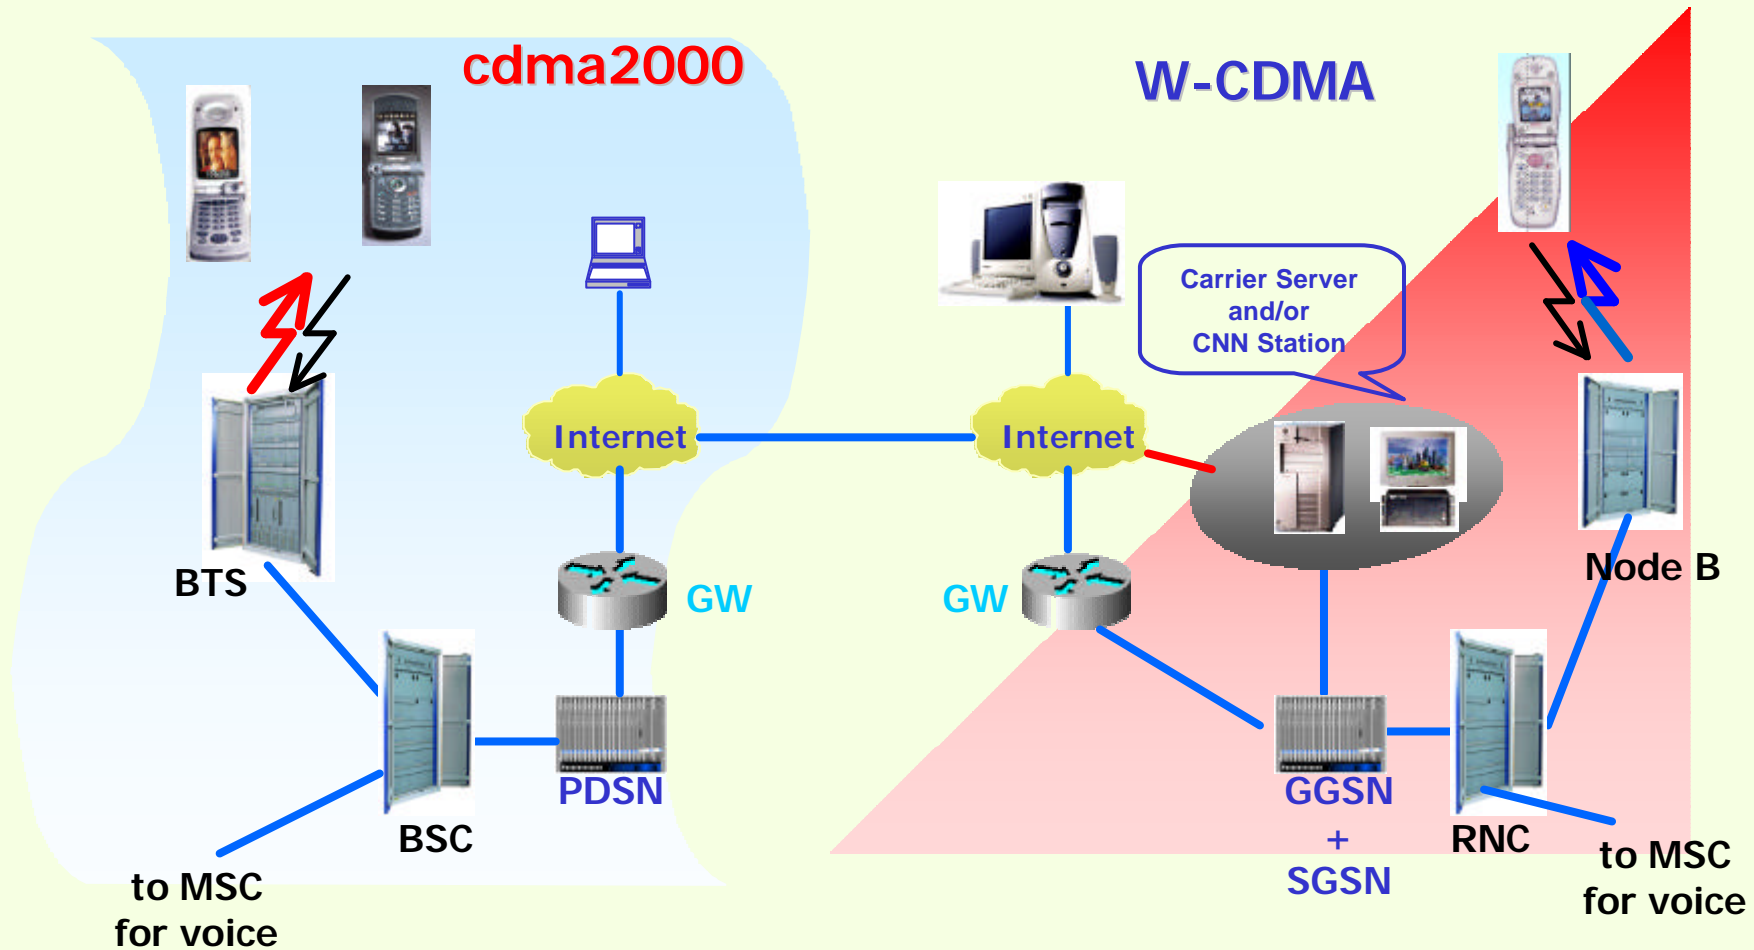 cdma2000
W-CDMA
Carrier Server
and/or
CNN Station
Internet
Internet
BTS
GW
GW
Node B
PDSN
GGSN
+
SGSN
BSC
RNC
to MSC
for voice
to MSC
for voice